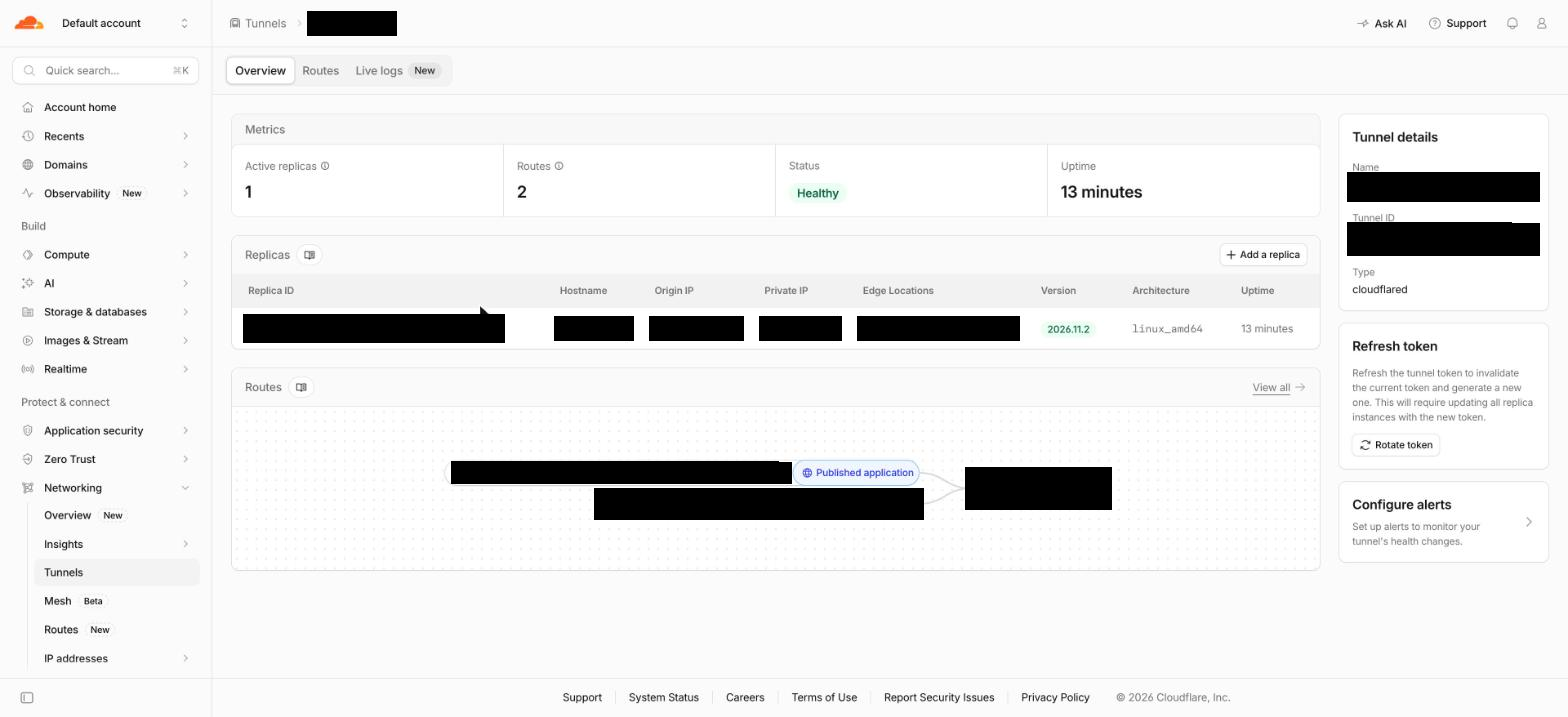 Default account
Tunnels
Ask AI
Support
Quick search...
⌘K
Overview
Routes
Live logs
New
Account home
Recents
Domains
Observability
New
Build
Compute
AI
Storage & databases
Images & Stream
Realtime
Protect & connect
Application security
Zero Trust
Networking
Overview
New
Insights
Tunnels
Mesh
Beta
Routes
New
IP addresses
Metrics
Active replicas
1
Routes
2
Status
Healthy
Uptime
13 minutes
Replicas
Add a replica
Replica ID
Hostname
Origin IP
Private IP
Edge Locations
Version
Architecture
Uptime
2026.11.2
linux_amd64
13 minutes
Routes
View all
Published application
Tunnel details
Name
Tunnel ID
Type
cloudflared
Refresh token
Refresh the tunnel token to invalidate
the current token and generate a new
one. This will require updating all replica
instances with the new token.
Rotate token
Configure alerts
Set up alerts to monitor your
tunnel's health changes.
Support
System Status
Careers
Terms of Use
Report Security Issues
Privacy Policy
© 2026 Cloudflare, Inc.